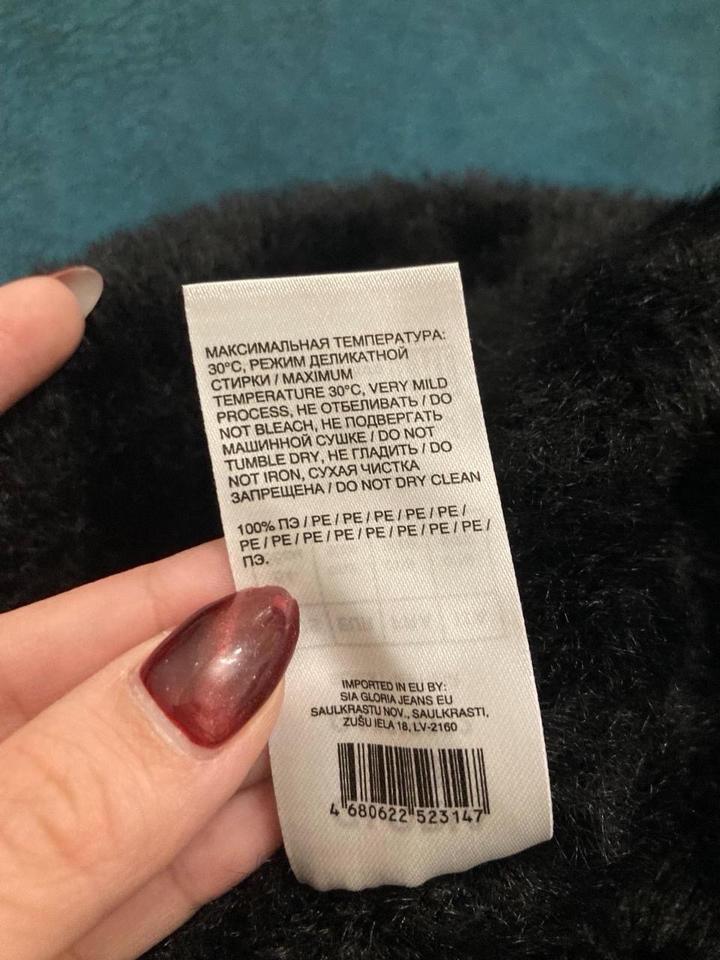 МАКСИМАЛЬНАЯ ТЕМПЕРАТУРА:
30°C, РЕЖИМ ДЕЛИКАТНОЙ
СТИРКИ / MAXIMUM
TEMPERATURE 30°C, VERY MILD
PROCESS, НЕ ОТБЕЛИВАТЬ / DO
NOT BLEACH, НЕ ПОДВЕРГАТЬ
МАШИННОЙ СУШКЕ / DO NOT
TUMBLE DRY, НЕ ГЛАДИТЬ / DO
NOT IRON, СУХАЯ ЧИСТКА
ЗАПРЕЩЕНА / DO NOT DRY CLEAN
100% ПЭ / PE / PE / PE / PE / PE /
PE / PE / PE / PE / PE / PE / PE / PE /
ПЭ.
IMPORTED IN EU BY:
SIA GLORIA JEANS EU
SAULKRASTU NOV., SAULKRASTI,
ZUŠU IELA 18, LV-2160
4 680622 523147